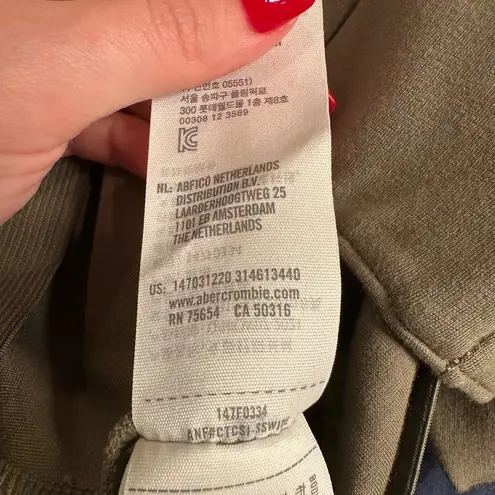 번호 05551)
서울 송파구 올림픽로
300 롯데월드몰 1층 제8호
00308 12 3569
NL: ABFICO NETHERLANDS
DISTRIBUTION B.V.
LAARDERHOOGTWEG 25
1101 EB AMSTERDAM
THE NETHERLANDS
US: 147031220 314613440
www.abercrombie.com
RN 75654 CA 50316
147F0334